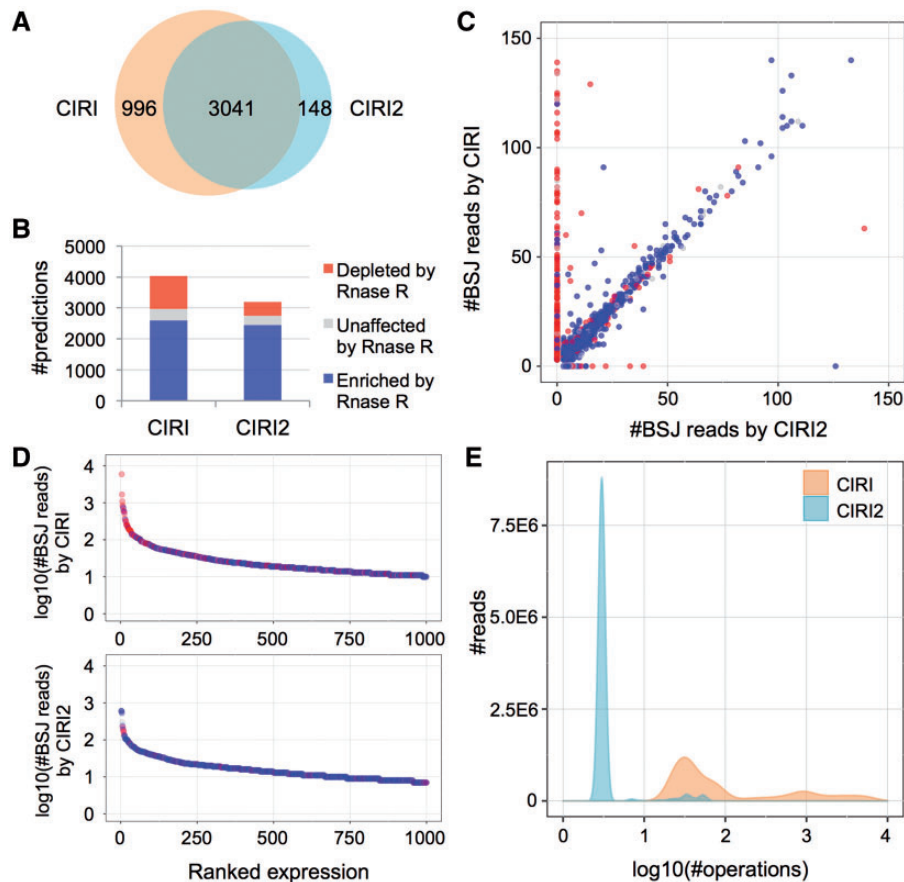 A
CIRI
996
3041
148
CIRI2
B
#predictions
5000
4000
3000
2000
1000
0
CIRI
CIRI2
Depleted by
Rnase R
Unaffected
by Rnase R
Enriched by
Rnase R
C
#BSJ reads by CIRI
150
100
50
0
0
50
100
150
#BSJ reads by CIRI2
D
log10(#BSJ reads)
by CIRI
4
3
2
1
0
0
250
500
750
1000
log10(#BSJ reads)
by CIRI2
4
3
2
1
0
0
250
500
750
1000
Ranked expression
E
#reads
7.5E6
5.0E6
2.5E6
0
CIRI
CIRI2
0
1
2
3
4
log10(#operations)